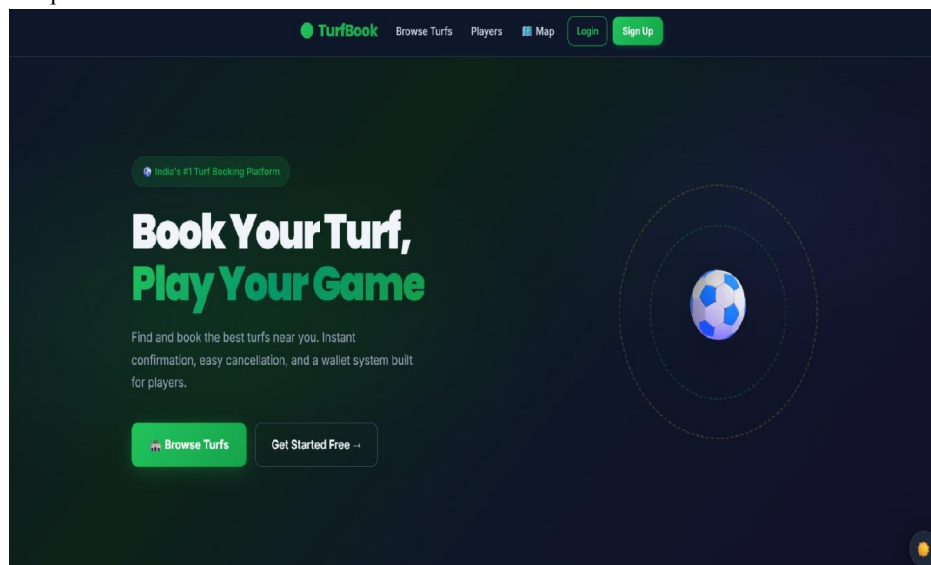 TurfBook Browse Turfs Players Map Login Sign Up
India's #1 Turf Booking Platform
Book Your Turf,
Play Your Game
Find and book the best turfs near you. Instant
confirmation, easy cancellation, and a wallet system built
for players.
Browse Turfs Get Started Free →